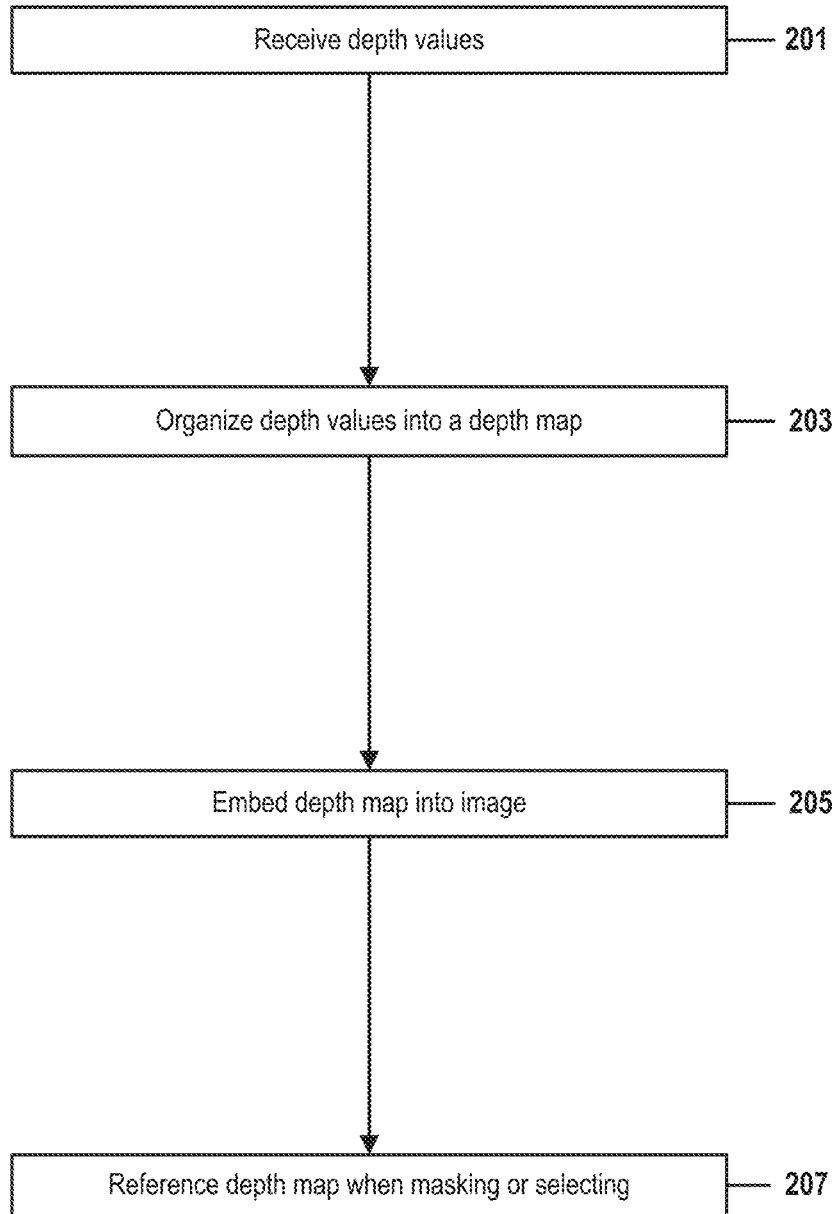 Receive depth values 201
Organize depth values into a depth map 203
Embed depth map into image 205
Reference depth map when masking or selecting 207